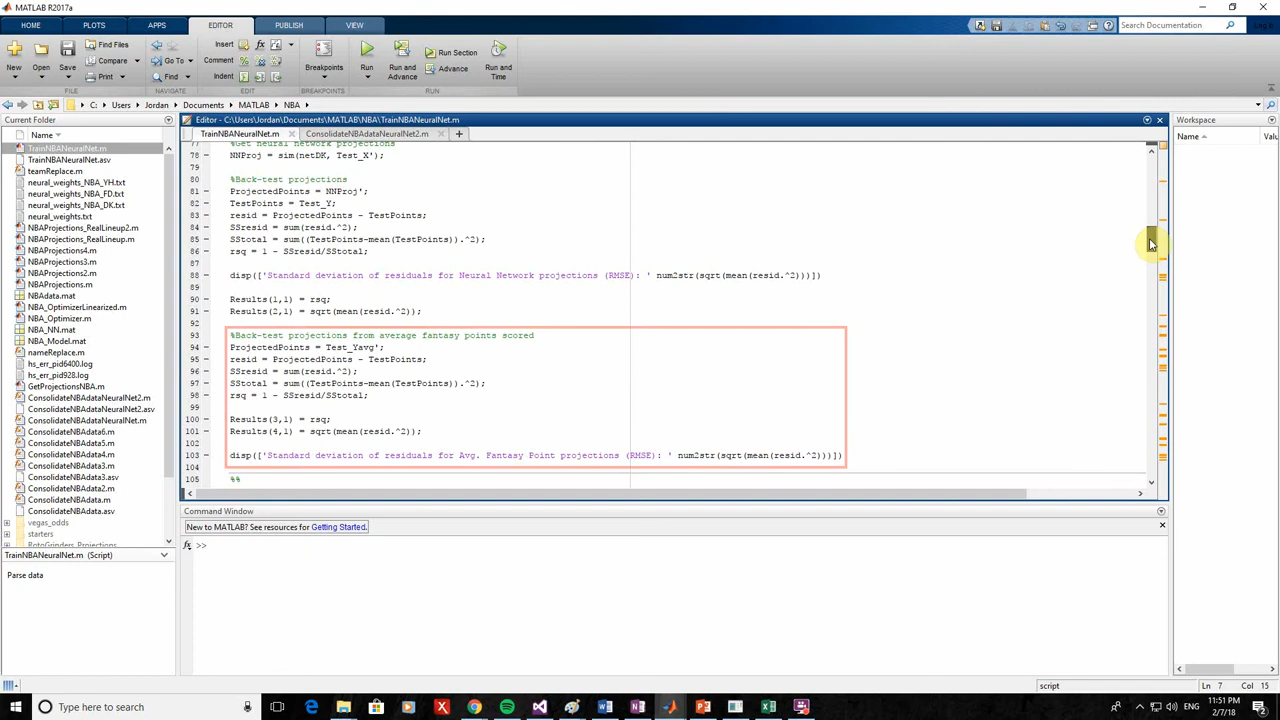 MATLAB R2017a
HOME PLOTS APPS EDITOR PUBLISH VIEW
Search Documentation
New Open Save
Find Files
Compare
Print
Go To
Find
Insert
Comment
Indent
Breakpoints
Run
Run and Advance
Run Section
Advance
Run and Time
FILE NAVIGATE EDIT BREAKPOINTS RUN
C: Users Jordan Documents MATLAB NBA
Current Folder
Name
TrainNBANeuralNet.m
TrainNBANeuralNet.asv
teamReplace.m
neural_weights_NBA_YH.txt
neural_weights_NBA_FD.txt
neural_weights_NBA_DK.txt
neural_weights.txt
NBAProjections_RealLineup2.m
NBAProjections_RealLineup.m
NBAProjections4.m
NBAProjections3.m
NBAProjections2.m
NBAProjections.m
NBAdata.mat
NBA_OptimizerLinearized.m
NBA_Optimizer.m
NBA_NN.mat
NBA_Model.mat
nameReplace.m
hs_err_pid6400.log
hs_err_pid928.log
GetProjectionsNBA.m
ConsolidateNBAdataNeuralNet2.m
ConsolidateNBAdataNeuralNet2.asv
ConsolidateNBAdataNeuralNet.m
ConsolidateNBAdata6.m
ConsolidateNBAdata5.m
ConsolidateNBAdata4.m
ConsolidateNBAdata3.m
ConsolidateNBAdata3.asv
ConsolidateNBAdata2.m
ConsolidateNBAdata.m
ConsolidateNBAdata.asv
vegas_odds
starters
RotoGrinders_Projections
TrainNBANeuralNet.m (Script)
Parse data
Editor - C:\Users\Jordan\Documents\MATLAB\NBA\TrainNBANeuralNet.m
TrainNBANeuralNet.m ConsolidateNBAdataNeuralNet2.m
77 %Get neural network projections
78 NNProj = sim(netDK, Test_X');
79
80 %Back-test projections
81 ProjectedPoints = NNProj';
82 TestPoints = Test_Y;
83 resid = ProjectedPoints - TestPoints;
84 SSresid = sum(resid.^2);
85 SStotal = sum((TestPoints-mean(TestPoints)).^2);
86 rsq = 1 - SSresid/SStotal;
87
88 disp(['Standard deviation of residuals for Neural Network projections (RMSE): ' num2str(sqrt(mean(resid.^2)))])
89
90 Results(1,1) = rsq;
91 Results(2,1) = sqrt(mean(resid.^2));
92
93 %Back-test projections from average fantasy points scored
94 ProjectedPoints = Test_Yavg';
95 resid = ProjectedPoints - TestPoints;
96 SSresid = sum(resid.^2);
97 SStotal = sum((TestPoints-mean(TestPoints)).^2);
98 rsq = 1 - SSresid/SStotal;
99
100 Results(3,1) = rsq;
101 Results(4,1) = sqrt(mean(resid.^2));
102
103 disp(['Standard deviation of residuals for Avg. Fantasy Point projections (RMSE): ' num2str(sqrt(mean(resid.^2)))])
104
105 %%
Command Window
New to MATLAB? See resources for Getting Started.
fx >>
Workspace
Name Valu
script Ln 7 Col 15
Type here to search
ENG
11:51 PM
2/7/18